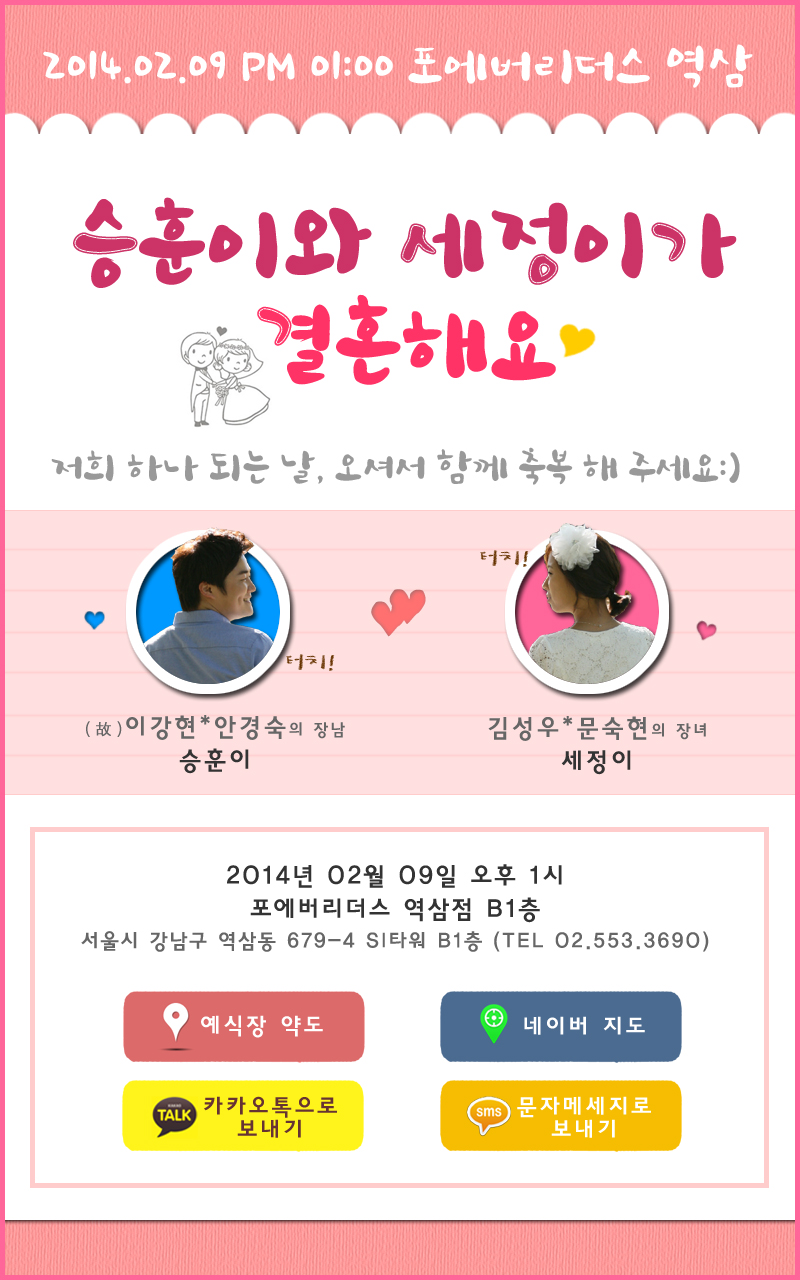 2014.02.09 PM 01:00 포에버리더스 역삼
승훈이와 세정이가
결혼해요
저희 하나 되는 날, 오셔서 함께 축복 해 주세요:)
터치!
터치!
(故)이강현*안경숙의 장남
승훈이
김성우*문숙현의 장녀
세정이
2014년 02월 09일 오후 1시
포에버리더스 역삼점 B1층
서울시 강남구 역삼동 679-4 SI타워 B1층 (TEL 02.553.3690)
예식장 약도
네이버 지도
TALK
카카오톡으로
보내기
sms
문자메세지로
보내기